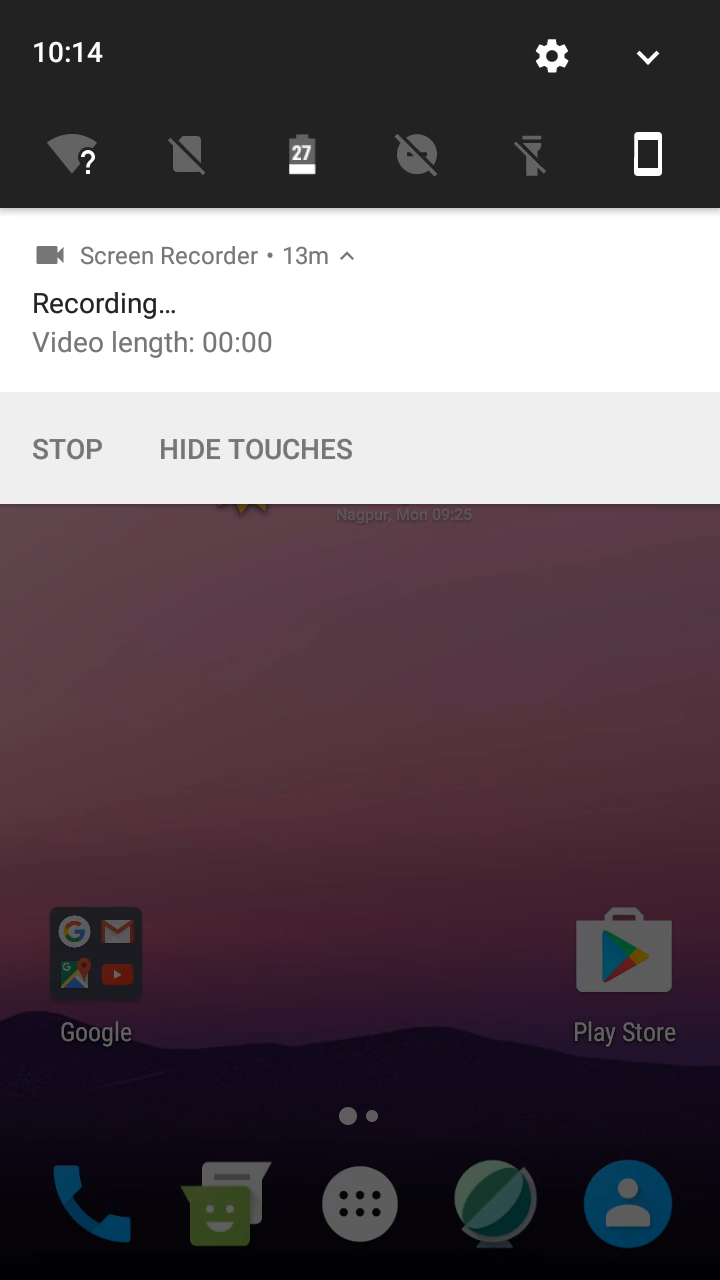 10:14
?
27
Screen Recorder • 13m
Recording...
Video length: 00:00
STOP HIDE TOUCHES
Nagpur, Mon 09:25
Google
Play Store